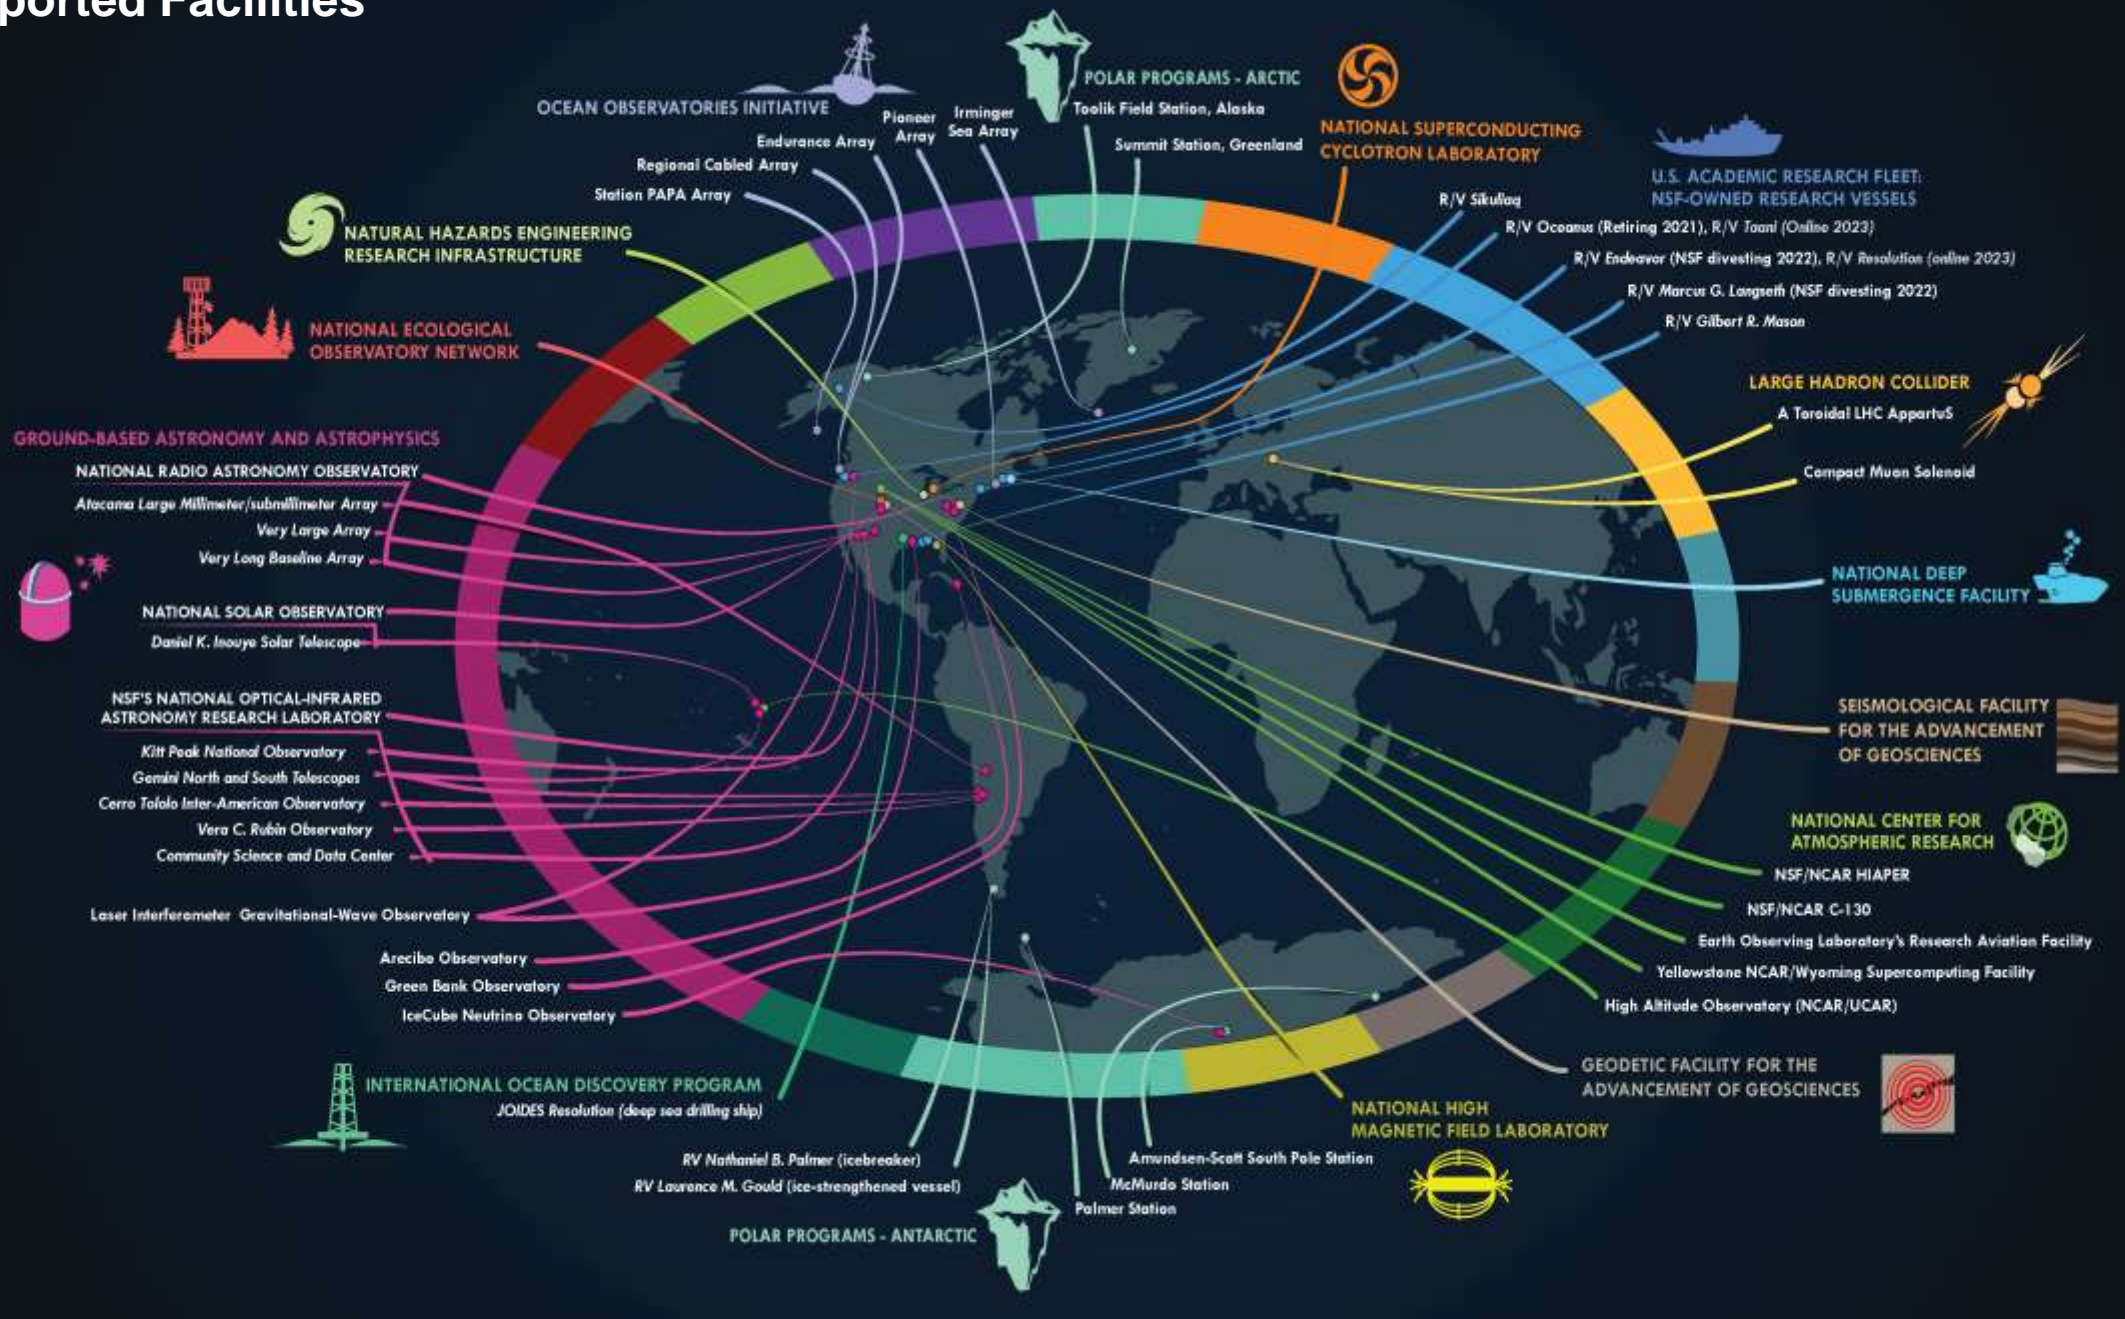 ported Facilities
OCEAN OBSERVATORIES INITIATIVE
Pioneer
Array
Irminger
Sea Array
Endurance Array
Regional Cabled Array
Station PAPA Array
POLAR PROGRAMS - ARCTIC
Toolik Field Station, Alaska
Summit Station, Greenland
NATIONAL SUPERCONDUCTING
CYCLOTRON LABORATORY
U.S. ACADEMIC RESEARCH FLEET:
NSF-OWNED RESEARCH VESSELS
R/V Sikuliaq
R/V Oceanus (Retiring 2021), R/V Taani (Online 2023)
R/V Endeavor (NSF divesting 2022), R/V Resolution (online 2023)
R/V Marcus G. Langseth (NSF divesting 2022)
R/V Gilbert R. Mason
NATURAL HAZARDS ENGINEERING
RESEARCH INFRASTRUCTURE
NATIONAL ECOLOGICAL
OBSERVATORY NETWORK
LARGE HADRON COLLIDER
A Toroidal LHC AppartuS
Compact Muon Solenoid
GROUND-BASED ASTRONOMY AND ASTROPHYSICS
NATIONAL RADIO ASTRONOMY OBSERVATORY
Atacama Large Millimeter/submillimeter Array
Very Large Array
Very Long Baseline Array
NATIONAL SOLAR OBSERVATORY
Daniel K. Inouye Solar Telescope
NSF'S NATIONAL OPTICAL-INFRARED
ASTRONOMY RESEARCH LABORATORY
Kitt Peak National Observatory
Gemini North and South Telescopes
Cerro Tololo Inter-American Observatory
Vera C. Rubin Observatory
Community Science and Data Center
Laser Interferometer Gravitational-Wave Observatory
Arecibo Observatory
Green Bank Observatory
IceCube Neutrino Observatory
NATIONAL DEEP
SUBMERGENCE FACILITY
SEISMOLOGICAL FACILITY
FOR THE ADVANCEMENT
OF GEOSCIENCES
NATIONAL CENTER FOR
ATMOSPHERIC RESEARCH
NSF/NCAR HIAPER
NSF/NCAR C-130
Earth Observing Laboratory's Research Aviation Facility
Yellowstone NCAR/Wyoming Supercomputing Facility
High Altitude Observatory (NCAR/UCAR)
GEODETIC FACILITY FOR THE
ADVANCEMENT OF GEOSCIENCES
NATIONAL HIGH
MAGNETIC FIELD LABORATORY
INTERNATIONAL OCEAN DISCOVERY PROGRAM
JOIDES Resolution (deep sea drilling ship)
RV Nathaniel B. Palmer (icebreaker)
RV Laurence M. Gould (ice-strengthened vessel)
Amundsen-Scott South Pole Station
McMurdo Station
Palmer Station
POLAR PROGRAMS - ANTARCTIC